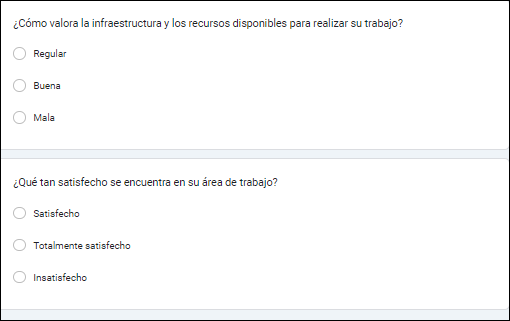 ¿Cómo valora la infraestructura y los recursos disponibles para realizar su trabajo?
Regular
Buena
Mala
¿Qué tan satisfecho se encuentra en su área de trabajo?
Satisfecho
Totalmente satisfecho
Insatisfecho